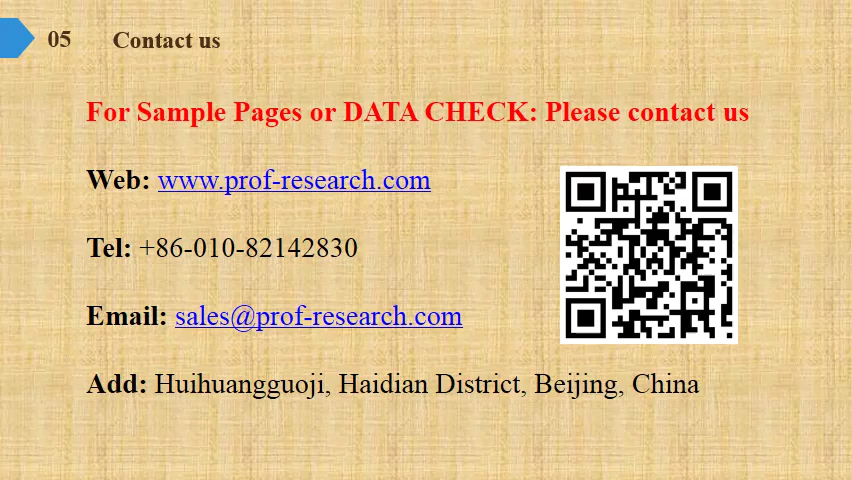 05 Contact us
For Sample Pages or DATA CHECK: Please contact us
Web: www.prof-research.com
Tel: +86-010-82142830
Email: sales@prof-research.com
Add: Huihuangguoji, Haidian District, Beijing, China